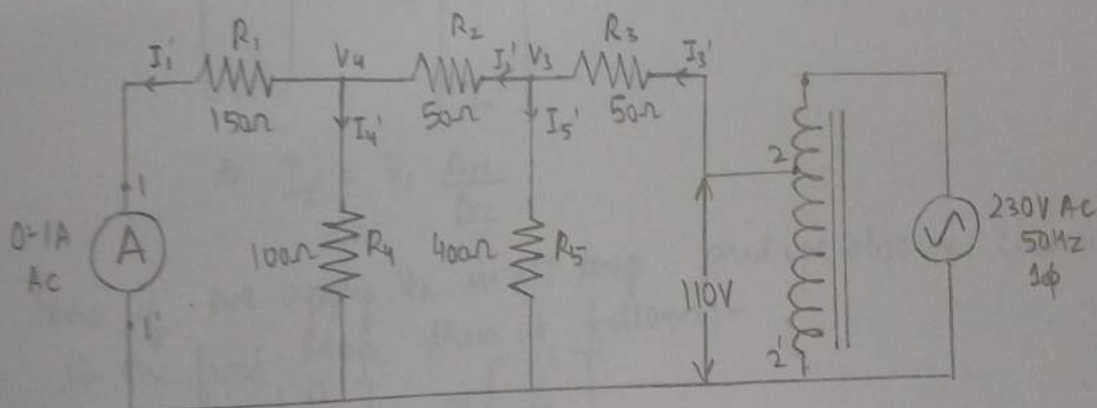 R₁
R₂
R₃
I₁'
V₄
I₂'
V₃
I₃'
150Ω
50Ω
50Ω
I₄'
I₅'
1
0-1A
AC
A
1'
100Ω
R₄
400Ω
R₅
110V
2
2'
230V AC
50Hz
1ϕ